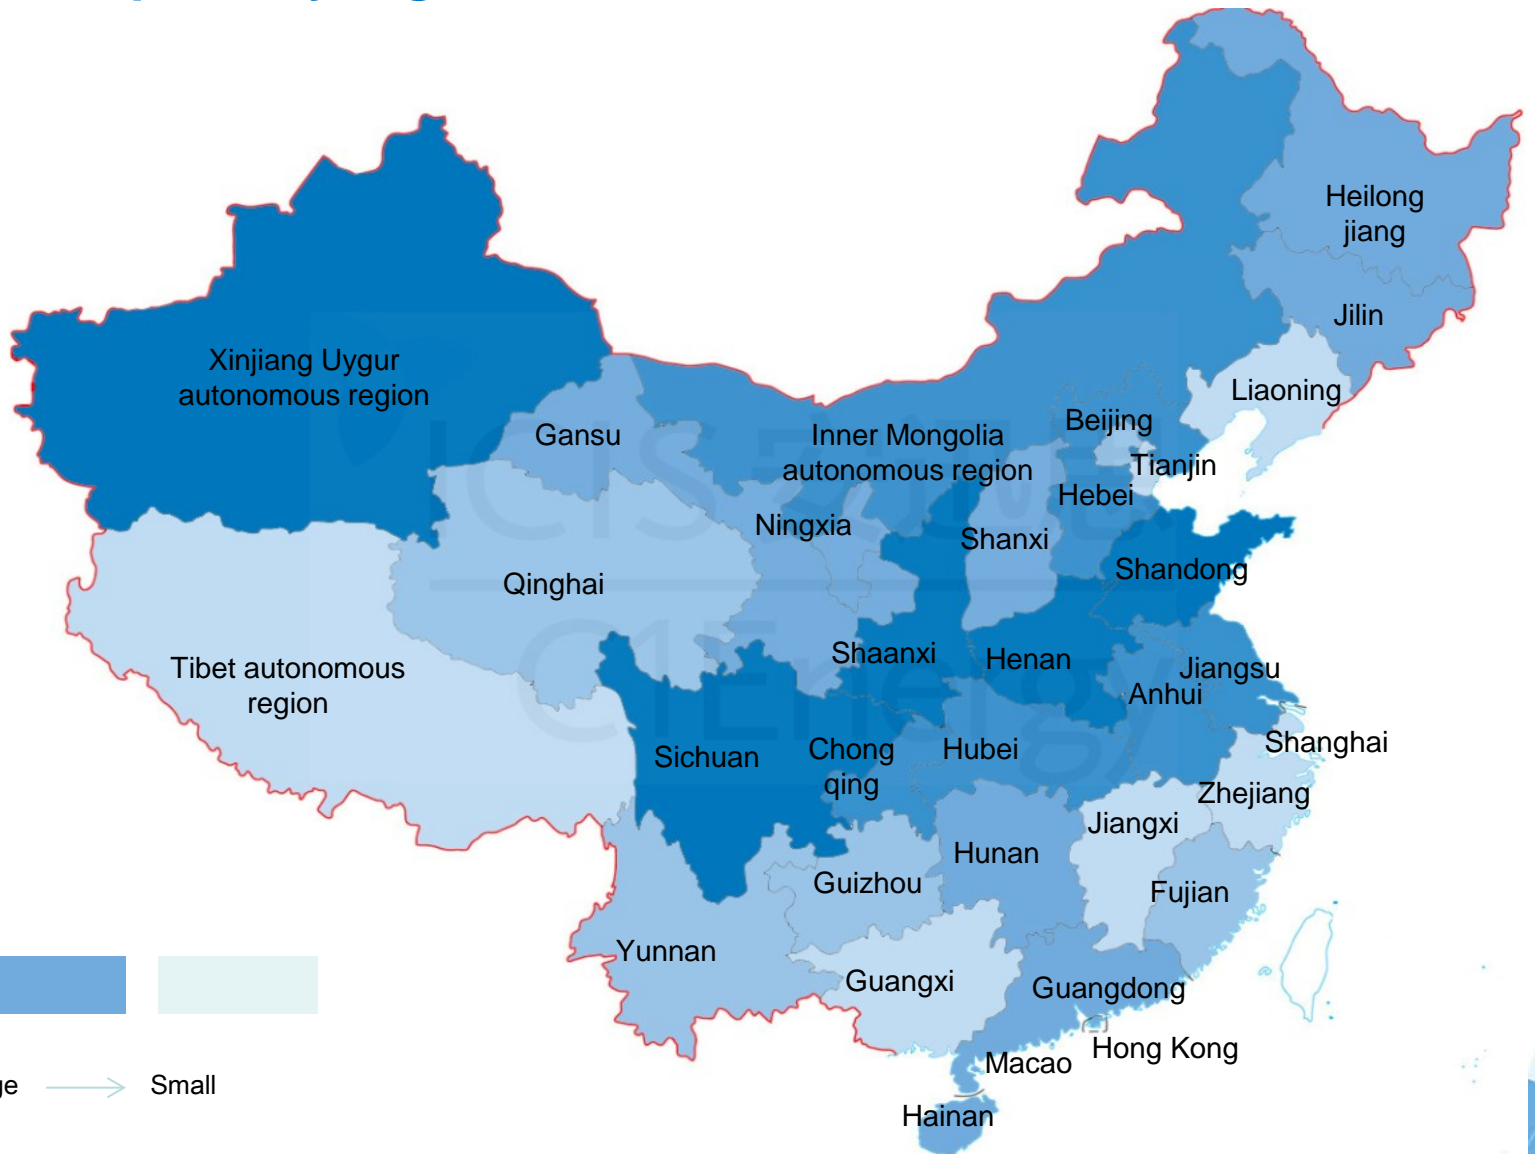 Heilong
jiang
Jilin
Xinjiang Uygur
autonomous region
Liaoning
Beijing
Gansu
Inner Mongolia
autonomous region
Tianjin
Hebei
Ningxia
Shanxi
Shandong
Qinghai
Shaanxi
Henan
Jiangsu
Tibet autonomous
region
Anhui
Shanghai
Sichuan
Chong
qing
Hubei
Zhejiang
Jiangxi
Hunan
Guizhou
Fujian
Yunnan
Guangxi
Guangdong
Hong Kong
Macao
Small
Hainan
ICIS
C1Energy